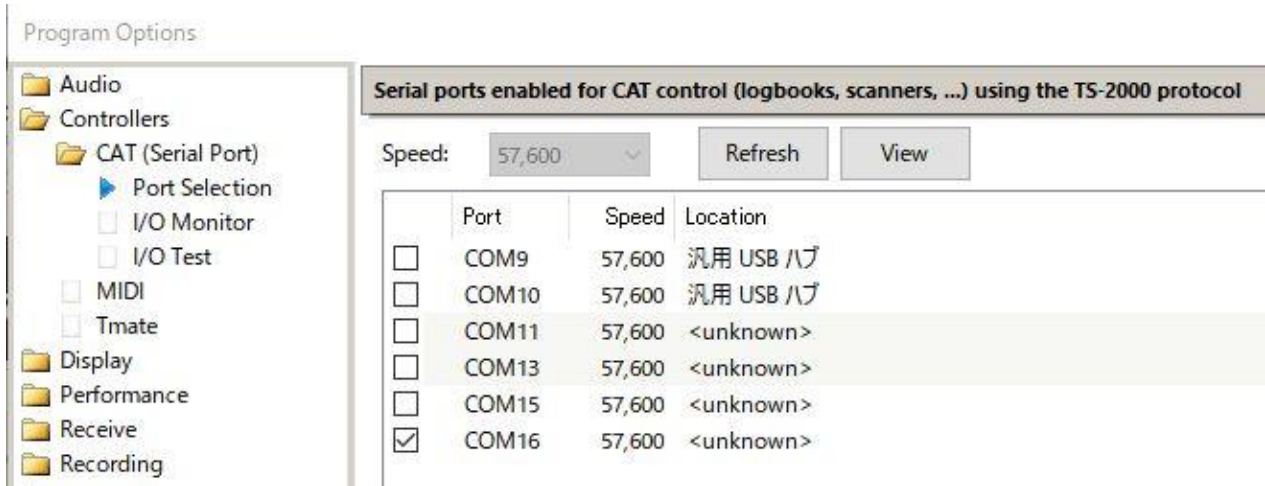 Program Options
Audio
Controllers
CAT (Serial Port)
Port Selection
I/O Monitor
I/O Test
MIDI
Tmate
Display
Performance
Receive
Recording
Serial ports enabled for CAT control (logbooks, scanners, ...) using the TS-2000 protocol
Speed: 57,600 Refresh View
Port Speed Location
COM9 57,600 汎用 USB ハブ
COM10 57,600 汎用 USB ハブ
COM11 57,600 <unknown>
COM13 57,600 <unknown>
COM15 57,600 <unknown>
COM16 57,600 <unknown>